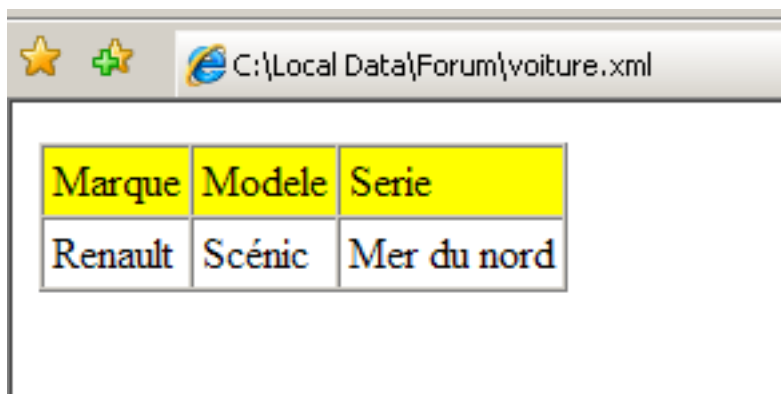 C:\Local Data\Forum\voiture.xml
Marque Modele Serie
Renault Scénic Mer du nord